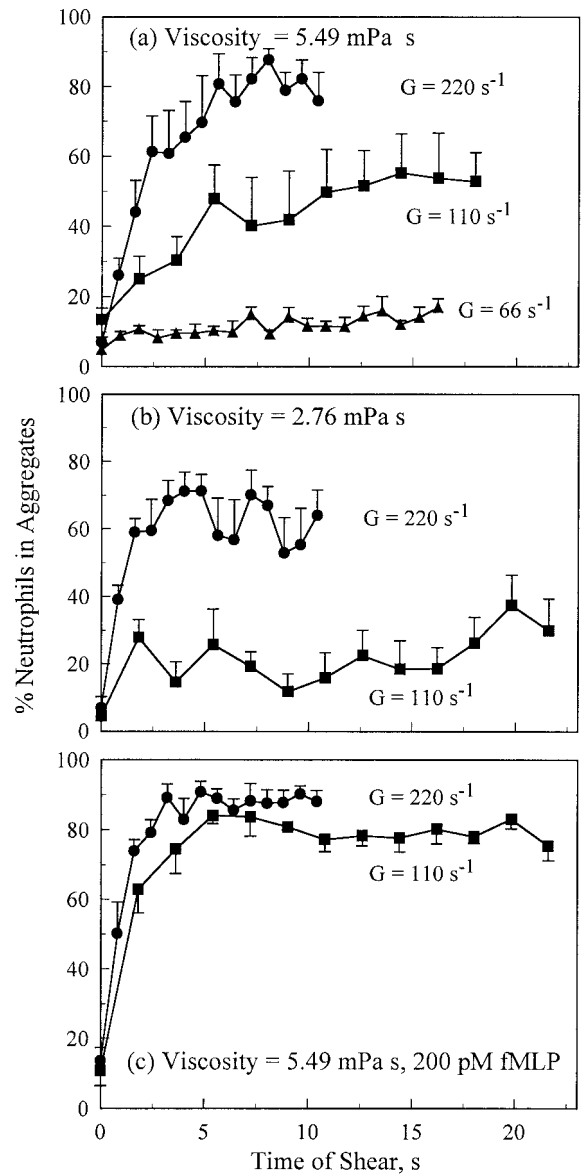 (a) Viscosity = 5.49 mPa s
100
80
60
40
20
0
G = 220 s-1
G = 110 s-1
G = 66 s-1
% Neutrophils in Aggregates
(b) Viscosity = 2.76 mPa s
100
80
60
40
20
0
G = 220 s-1
G = 110 s-1
100
80
60
40
20
0
G = 220 s-1
G = 110 s-1
(c) Viscosity = 5.49 mPa s, 200 pM fMLP
0 5 10 15 20
Time of Shear, s